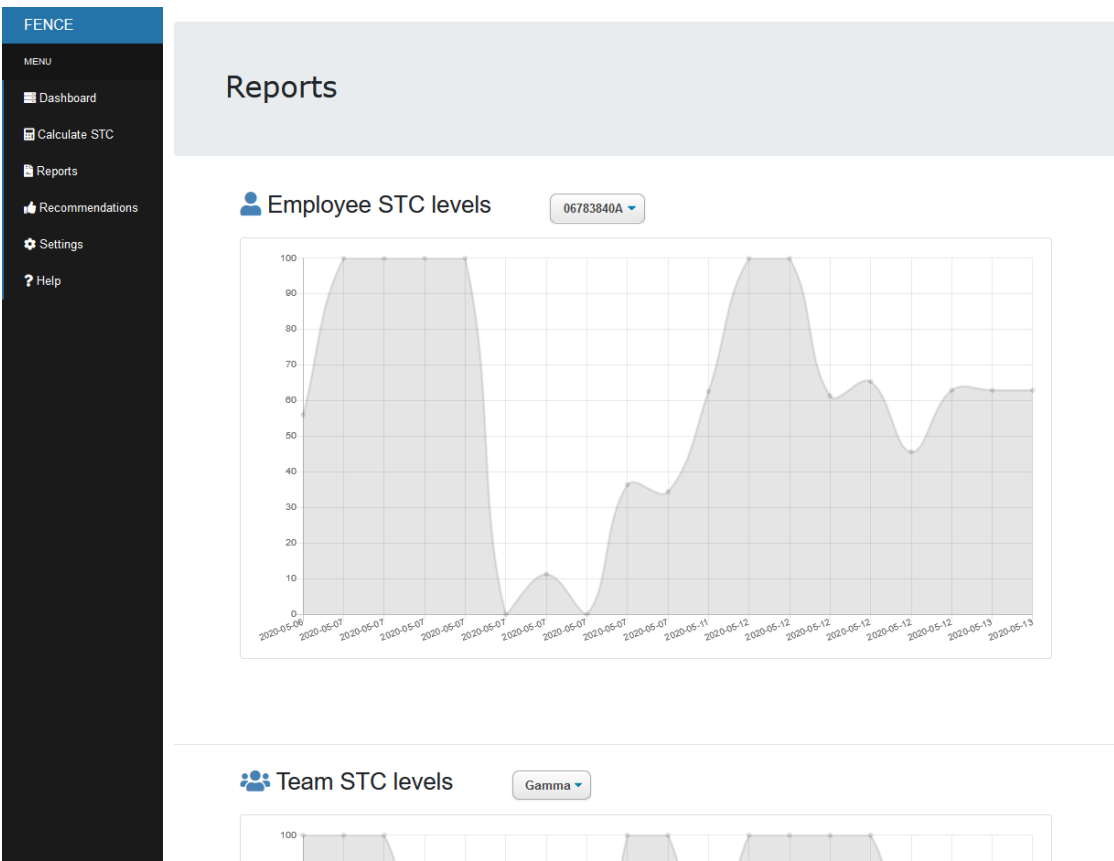 FENCE
MENU
Dashboard
Calculate STC
Reports
Recommendations
Settings
Help
Reports
Employee STC levels
06783840A
100
90
80
70
60
50
40
30
20
10
0
2020-05-06 2020-05-07 2020-05-07 2020-05-07 2020-05-07 2020-05-07 2020-05-07 2020-05-07 2020-05-07 2020-05-07 2020-05-11 2020-05-12 2020-05-12 2020-05-12 2020-05-12 2020-05-12 2020-05-12 2020-05-13 2020-05-13
Team STC levels
Gamma
100